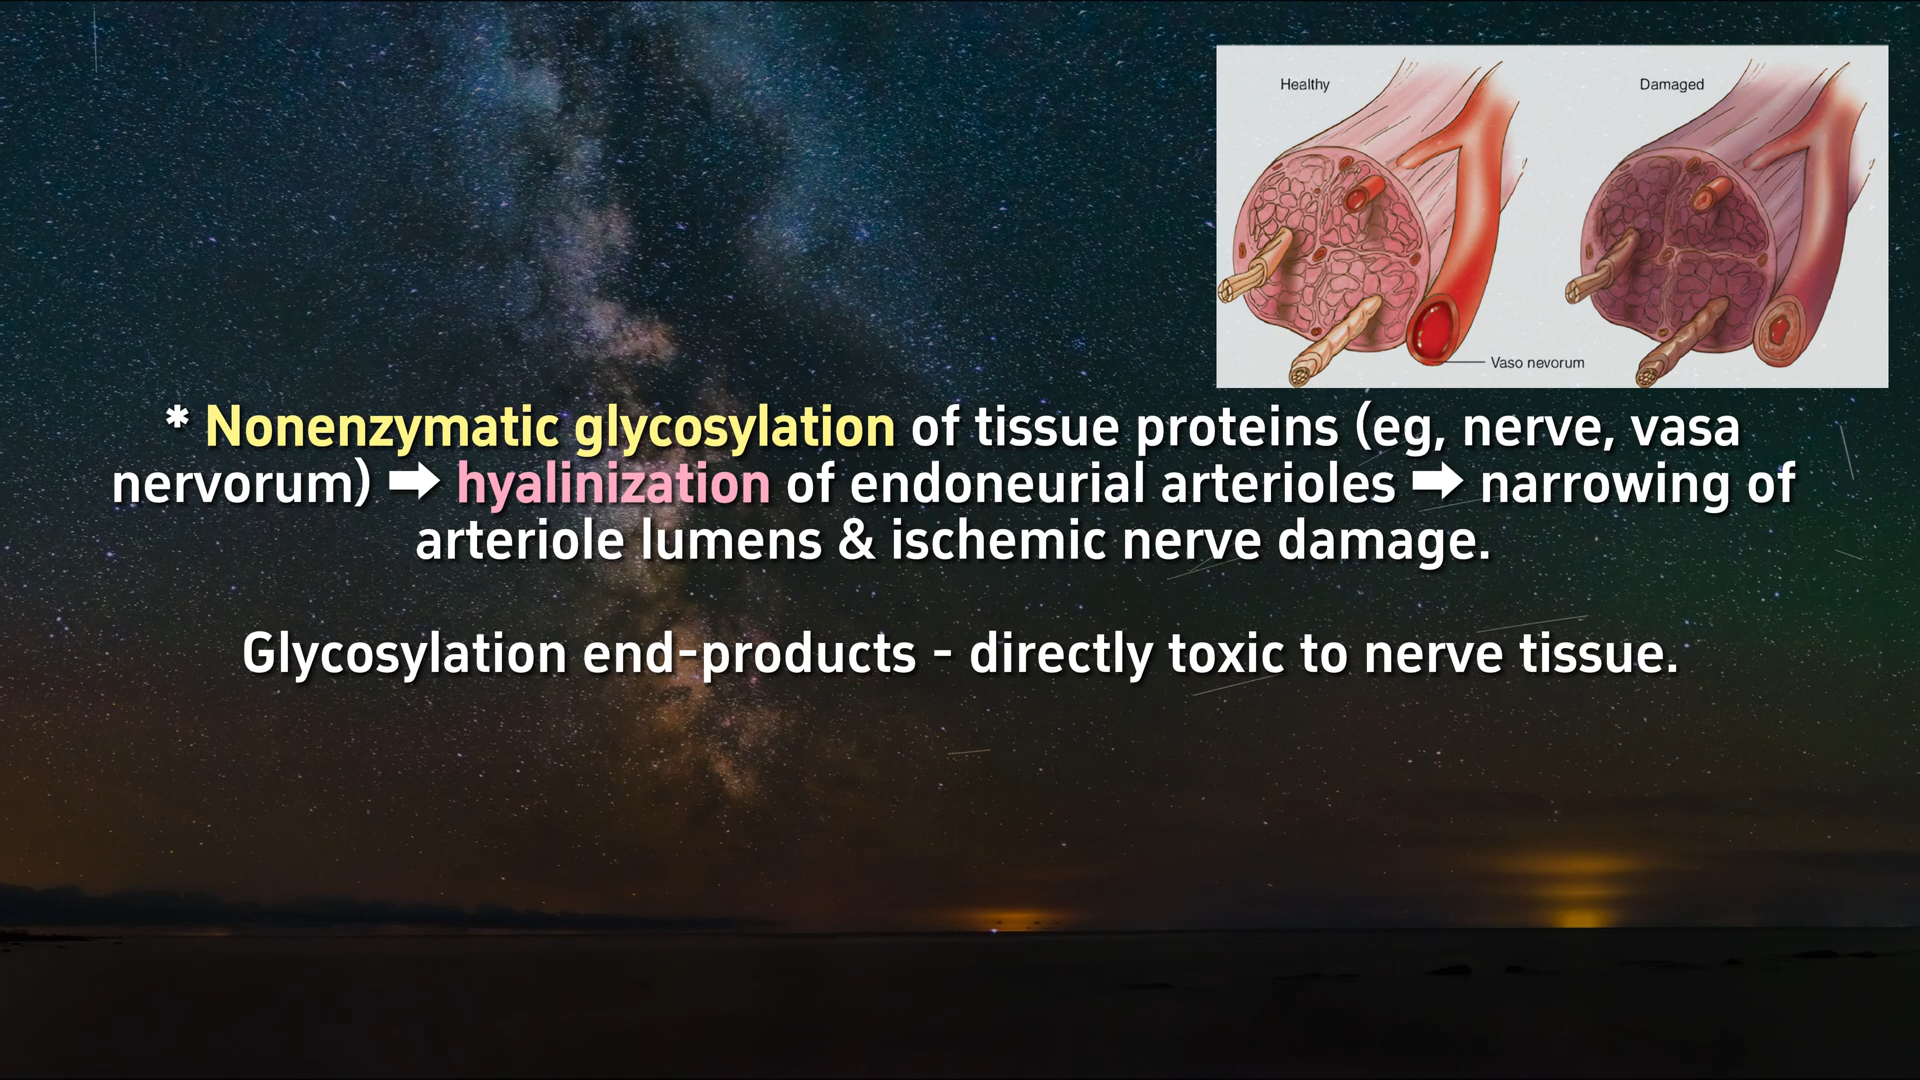 Healthy
Damaged
Vaso nevorum
* Nonenzymatic glycosylation of tissue proteins (eg, nerve, vasa
nervorum) ➡ hyalinization of endoneurial arterioles ➡ narrowing of
arteriole lumens & ischemic nerve damage.
Glycosylation end-products - directly toxic to nerve tissue.